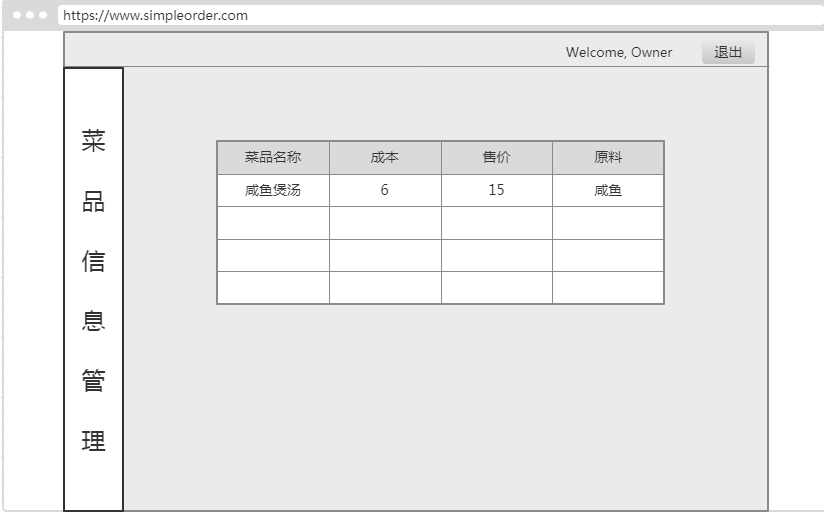 https://www.simpleorder.com
Welcome, Owner 退出
菜品信息管理
菜品名称 成本 售价 原料
咸鱼煲汤 6 15 咸鱼